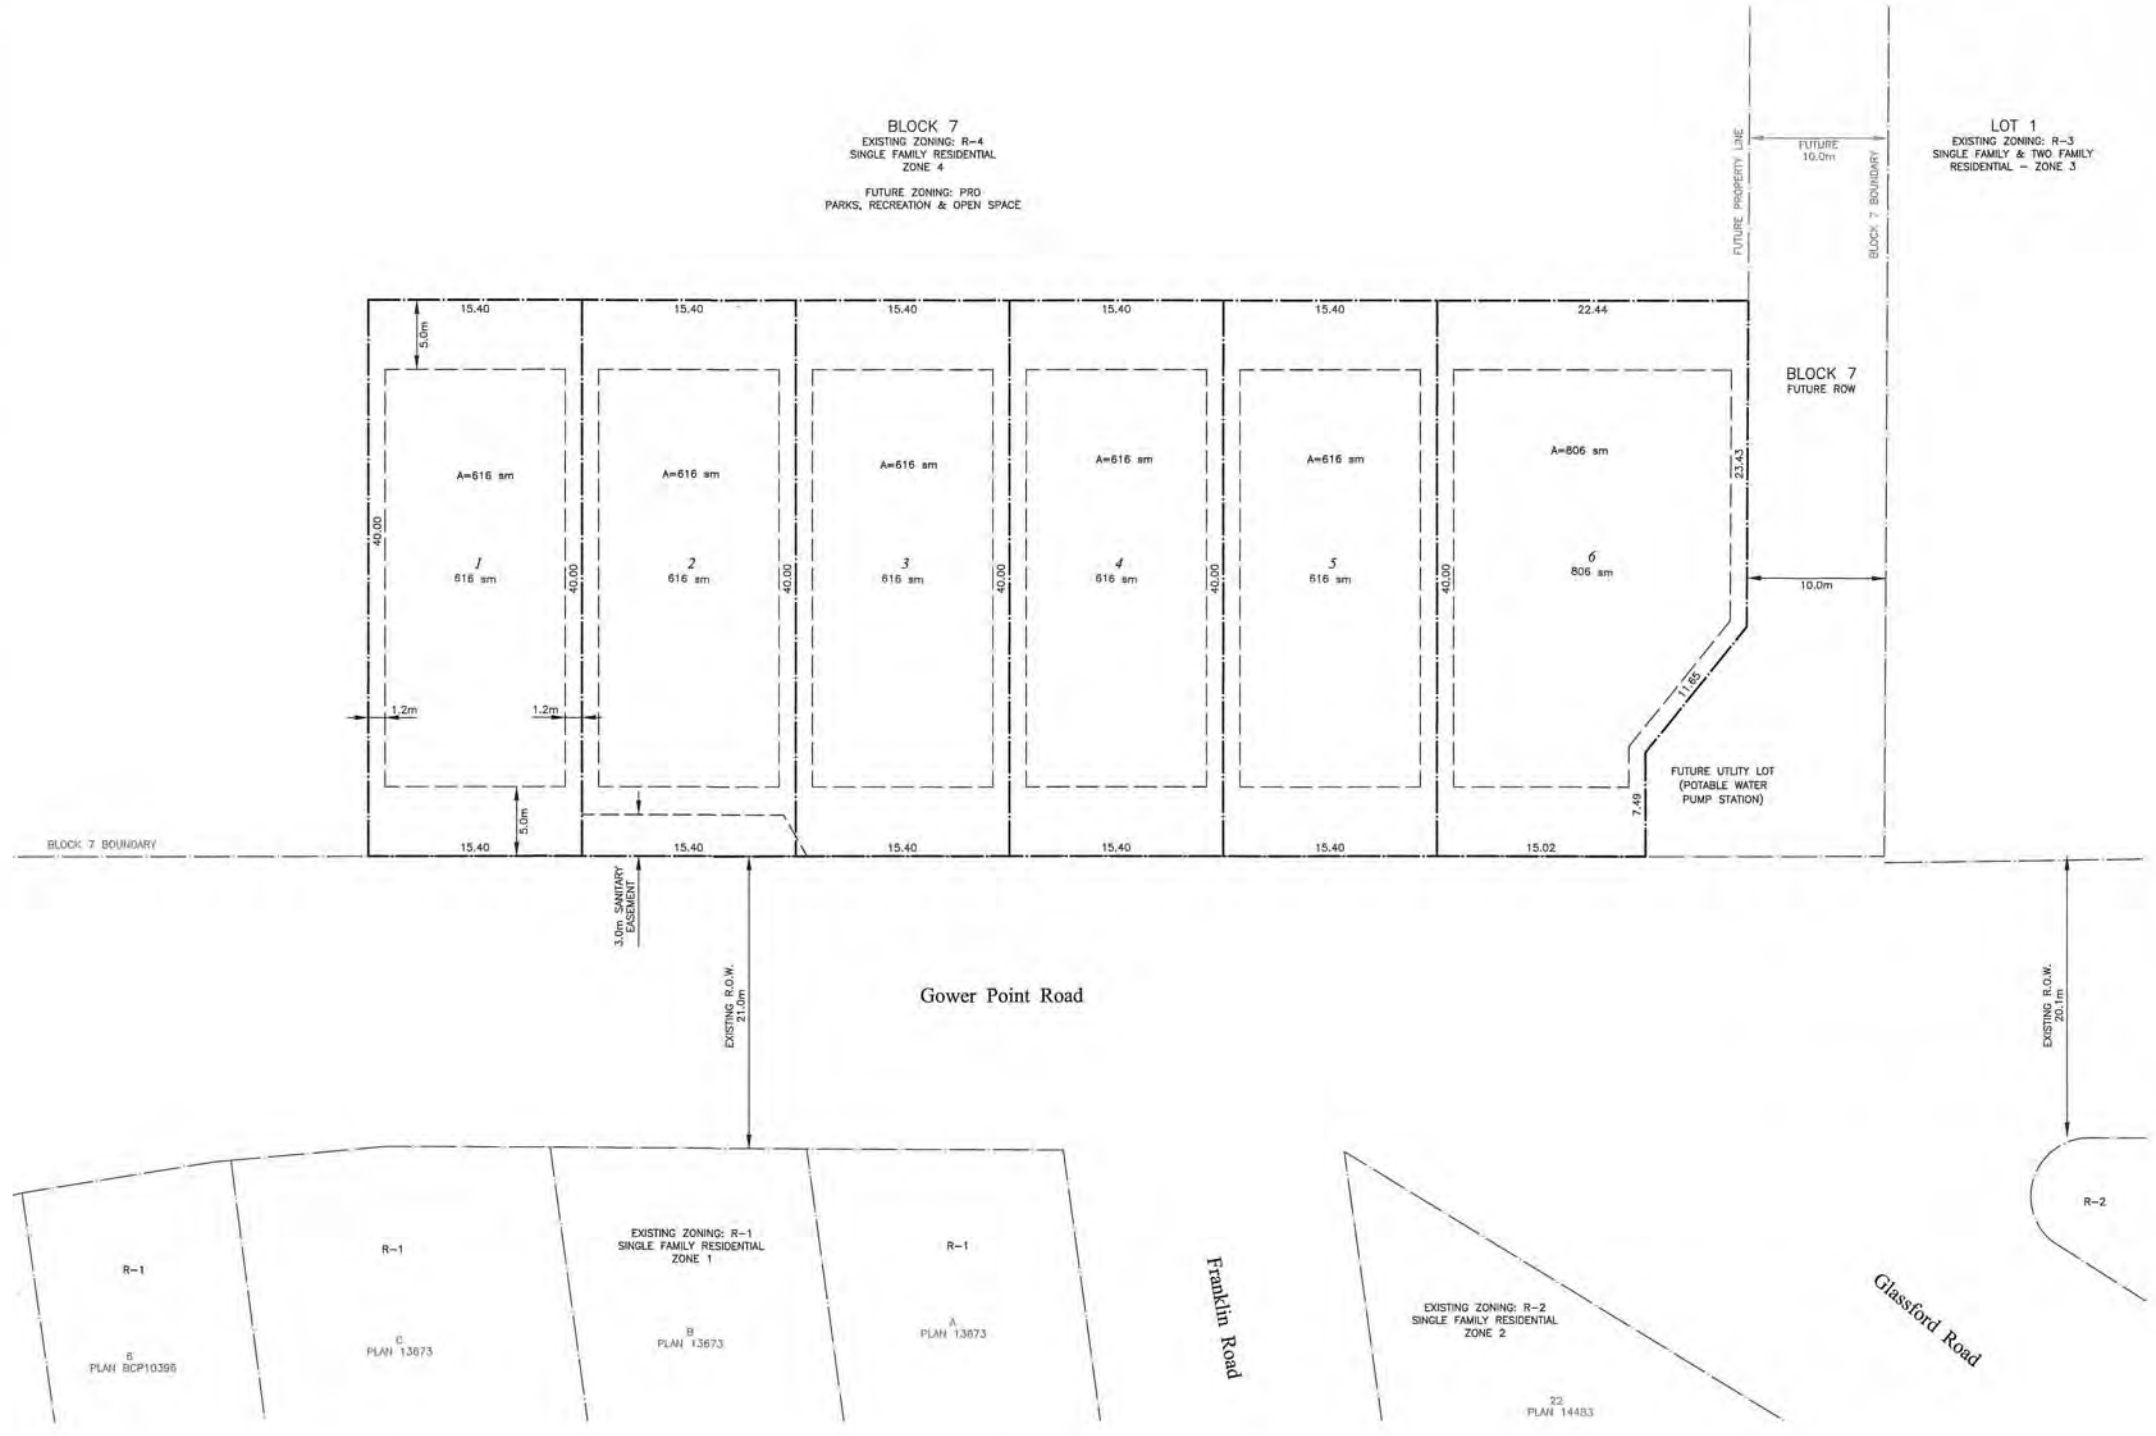 BLOCK 7
EXISTING ZONING: R-4
SINGLE FAMILY RESIDENTIAL
ZONE 4
FUTURE ZONING: PRO
PARKS, RECREATION & OPEN SPACE
FUTURE PROPERTY LINE
FUTURE
10.0m
BLOCK 7 BOUNDARY
LOT 1
EXISTING ZONING: R-3
SINGLE FAMILY & TWO FAMILY
RESIDENTIAL - ZONE 3
15.40
15.40
15.40
15.40
15.40
22.44
5.0m
BLOCK 7
FUTURE ROW
A=616 sm
A=616 sm
A=616 sm
A=616 sm
A=616 sm
A=806 sm
23.43
40.00
40.00
40.00
40.00
40.00
40.00
1
616 sm
2
616 sm
3
616 sm
4
616 sm
5
616 sm
6
806 sm
10.0m
11.65
1.2m
1.2m
FUTURE UTLITY LOT
(POTABLE WATER
PUMP STATION)
7.49
5.0m
BLOCK 7 BOUNDARY
15.40
15.40
15.40
15.40
15.40
15.02
3.0m SANITARY
EASEMENT
EXISTING R.O.W.
21.0m
Gower Point Road
EXISTING R.O.W.
20.1m
R-1
R-1
EXISTING ZONING: R-1
SINGLE FAMILY RESIDENTIAL
ZONE 1
R-1
R-2
Franklin Road
Glassford Road
EXISTING ZONING: R-2
SINGLE FAMILY RESIDENTIAL
ZONE 2
6
PLAN BCP10396
C
PLAN 13673
B
PLAN 13673
A
PLAN 13673
22
PLAN 14483